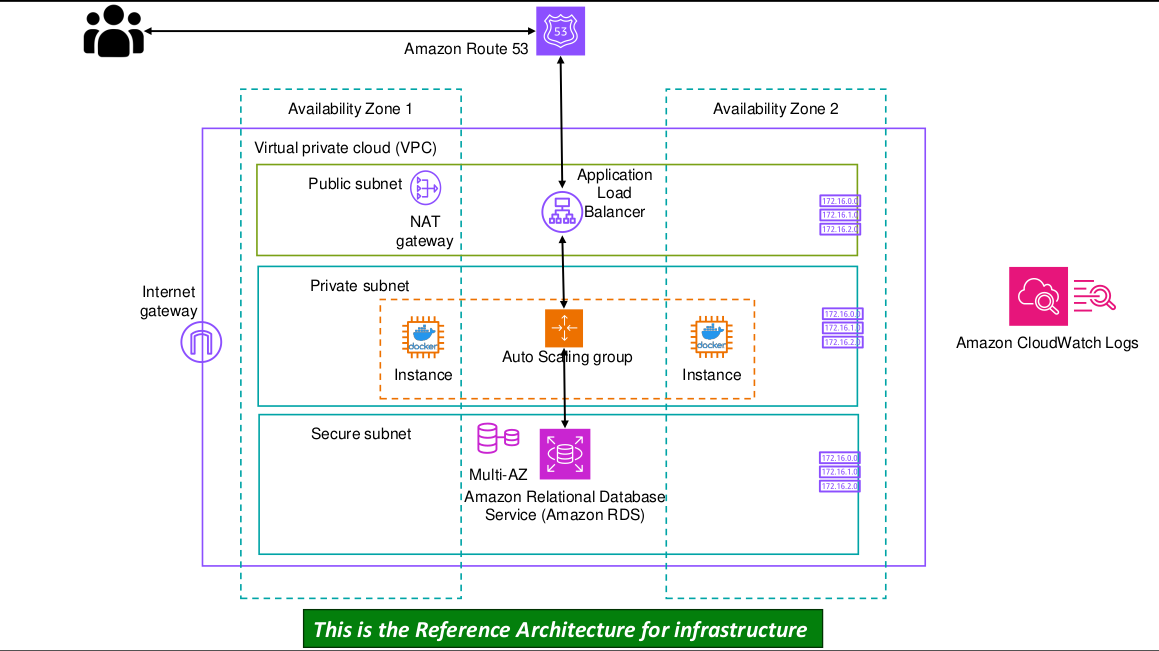 53
Amazon Route 53
Availability Zone 1
Availability Zone 2
Virtual private cloud (VPC)
Public subnet
NAT
gateway
Application
Load
Balancer
172.16.0.0
172.16.1.0
172.16.2.0
Internet
gateway
Private subnet
docker
Instance
Auto Scaling group
docker
Instance
172.16.0.0
172.16.1.0
172.16.2.0
Amazon CloudWatch Logs
Secure subnet
Multi-AZ
Amazon Relational Database
Service (Amazon RDS)
172.16.0.0
172.16.1.0
172.16.2.0
This is the Reference Architecture for infrastructure